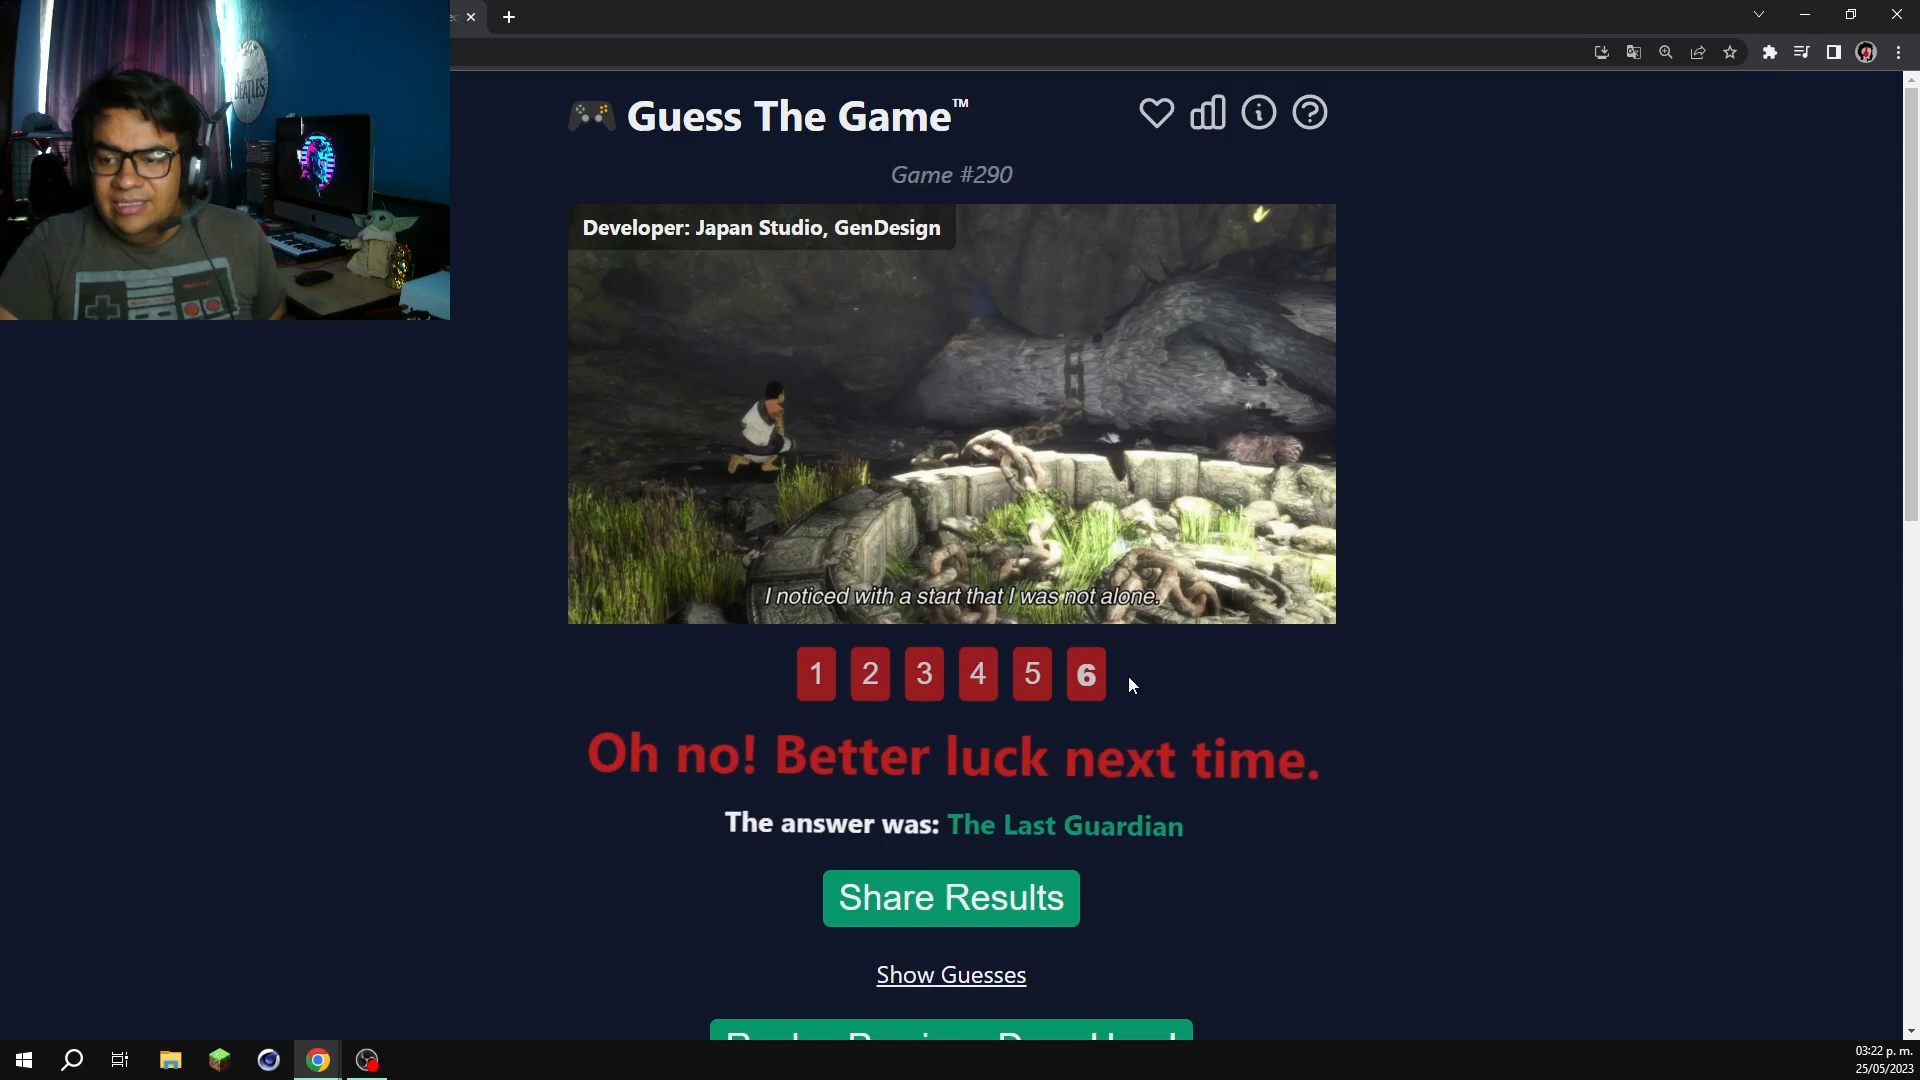 BEATLES
Guess The Game™
Game #290
Developer: Japan Studio, GenDesign
I noticed with a start that I was not alone.
1 2 3 4 5 6
Oh no! Better luck next time.
The answer was: The Last Guardian
Share Results
Show Guesses
03:22 p. m.
25/05/2023